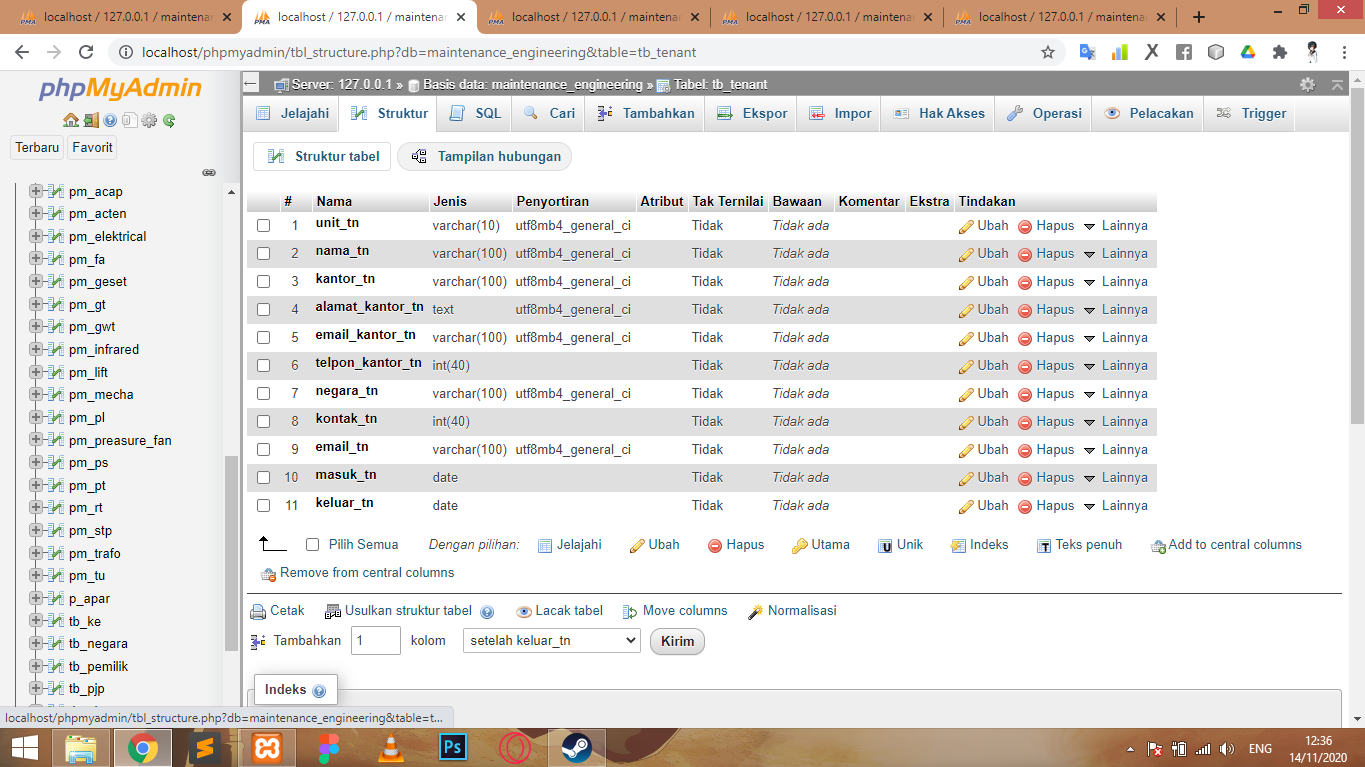 localhost / 127.0.0.1 / maintenan
localhost / 127.0.0.1 / maintenan
localhost / 127.0.0.1 / maintenan
localhost / 127.0.0.1 / maintenan
localhost / 127.0.0.1 / maintenan
localhost/phpmyadmin/tbl_structure.php?db=maintenance_engineering&table=tb_tenant
phpMyAdmin
Terbaru Favorit
pm_acap
pm_acten
pm_elektrical
pm_fa
pm_geset
pm_gt
pm_gwt
pm_infrared
pm_lift
pm_mecha
pm_pl
pm_preasure_fan
pm_ps
pm_pt
pm_rt
pm_stp
pm_trafo
pm_tu
p_apar
tb_ke
tb_negara
tb_pemilik
tb_pjp
Server: 127.0.0.1 » Basis data: maintenance_engineering » Tabel: tb_tenant
Jelajahi Struktur SQL Cari Tambahkan Ekspor Impor Hak Akses Operasi Pelacakan Trigger
Struktur tabel Tampilan hubungan
# Nama Jenis Penyortiran Atribut Tak Ternilai Bawaan Komentar Ekstra Tindakan
1 unit_tn varchar(10) utf8mb4_general_ci Tidak Tidak ada Ubah Hapus Lainnya
2 nama_tn varchar(100) utf8mb4_general_ci Tidak Tidak ada Ubah Hapus Lainnya
3 kantor_tn varchar(100) utf8mb4_general_ci Tidak Tidak ada Ubah Hapus Lainnya
4 alamat_kantor_tn text utf8mb4_general_ci Tidak Tidak ada Ubah Hapus Lainnya
5 email_kantor_tn varchar(100) utf8mb4_general_ci Tidak Tidak ada Ubah Hapus Lainnya
6 telpon_kantor_tn int(40) Tidak Tidak ada Ubah Hapus Lainnya
7 negara_tn varchar(100) utf8mb4_general_ci Tidak Tidak ada Ubah Hapus Lainnya
8 kontak_tn int(40) Tidak Tidak ada Ubah Hapus Lainnya
9 email_tn varchar(100) utf8mb4_general_ci Tidak Tidak ada Ubah Hapus Lainnya
10 masuk_tn date Tidak Tidak ada Ubah Hapus Lainnya
11 keluar_tn date Tidak Tidak ada Ubah Hapus Lainnya
Pilih Semua Dengan pilihan: Jelajahi Ubah Hapus Utama Unik Indeks Teks penuh Add to central columns
Remove from central columns
Cetak Usulkan struktur tabel Lacak tabel Move columns Normalisasi
Tambahkan 1 kolom setelah keluar_tn Kirim
Indeks
localhost/phpmyadmin/tbl_structure.php?db=maintenance_engineering&table=t...
Ps
ENG
12:36
14/11/2020